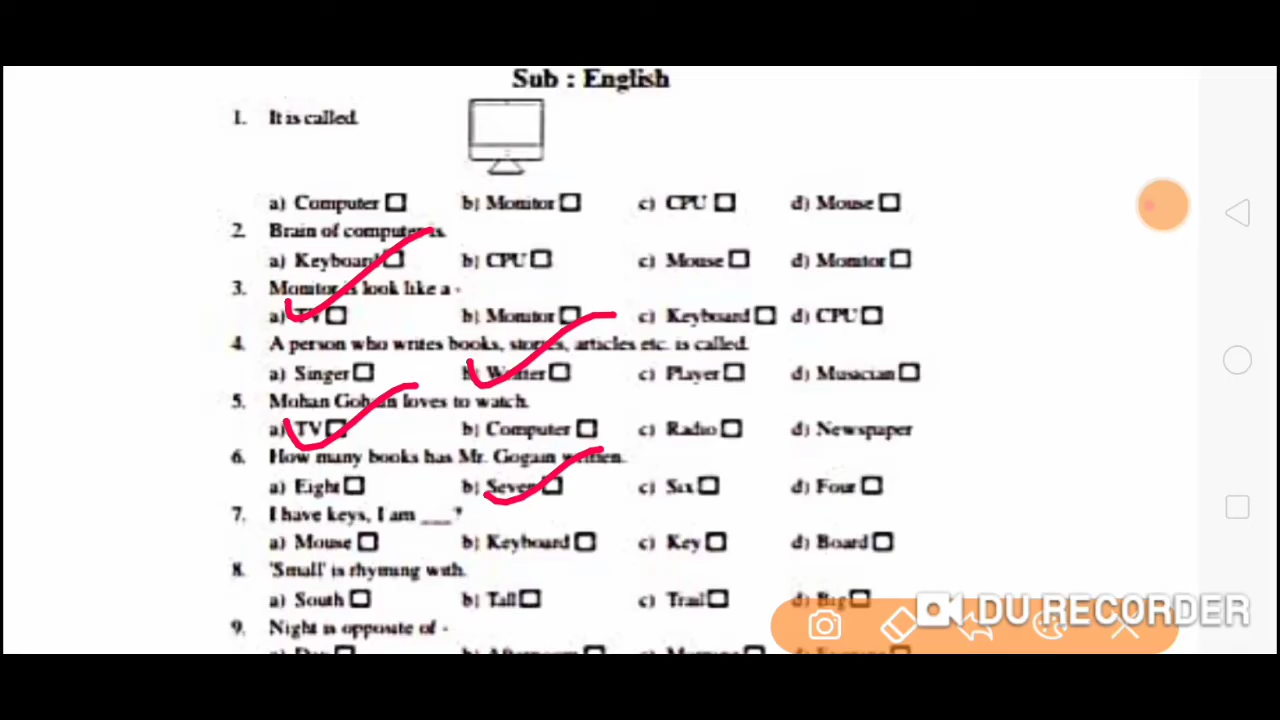 Sub : English
1. It is called.
a) Computer b) Monitor c) CPU d) Mouse
2. Brain of computer is.
a) Keyboard b) CPU c) Mouse d) Monitor
3. Monitor is look like a -
a) TV b) Monitor c) Keyboard d) CPU
4. A person who writes books, stories, articles etc. is called.
a) Singer b) Writter c) Player d) Musician
5. Mohan Gohain loves to watch.
a) TV b) Computer c) Radio d) Newspaper
6. How many books has Mr. Gogain written.
a) Eight b) Seven c) Six d) Four
7. I have keys, I am ___?
a) Mouse b) Keyboard c) Key d) Board
8. 'Small' is rhyming with.
a) South b) Tall c) Trail d) Big
DU RECORDER
9. Night is opposite of -